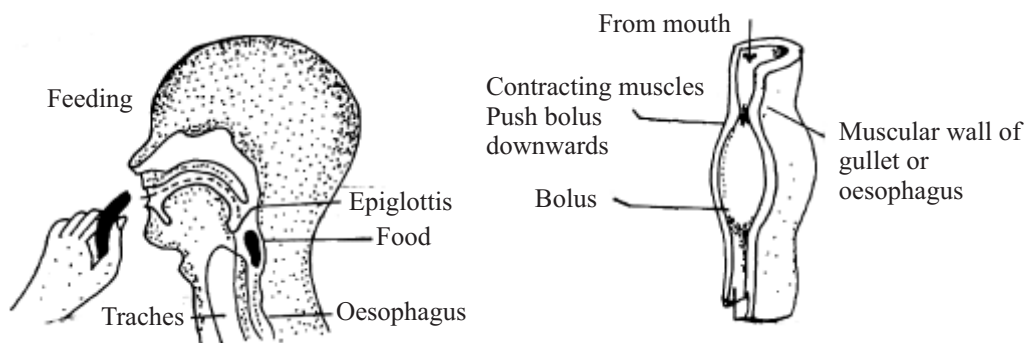 Feeding
Epiglottis
Food
Traches
Oesophagus
From mouth
Contracting muscles
Push bolus
downwards
Muscular wall of
gullet or
oesophagus
Bolus